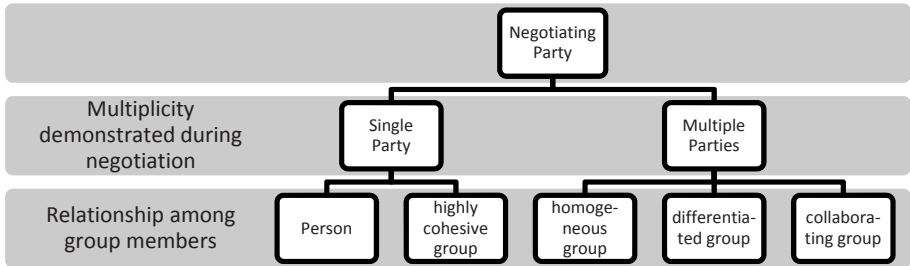 Negotiating
Party
Multiplicity
demonstrated during
negotiation
Single
Party
Multiple
Parties
Relationship among
group members
Person
highly
cohesive
group
homoge-
neous
group
differentia-
ted group
collabora-
ting group